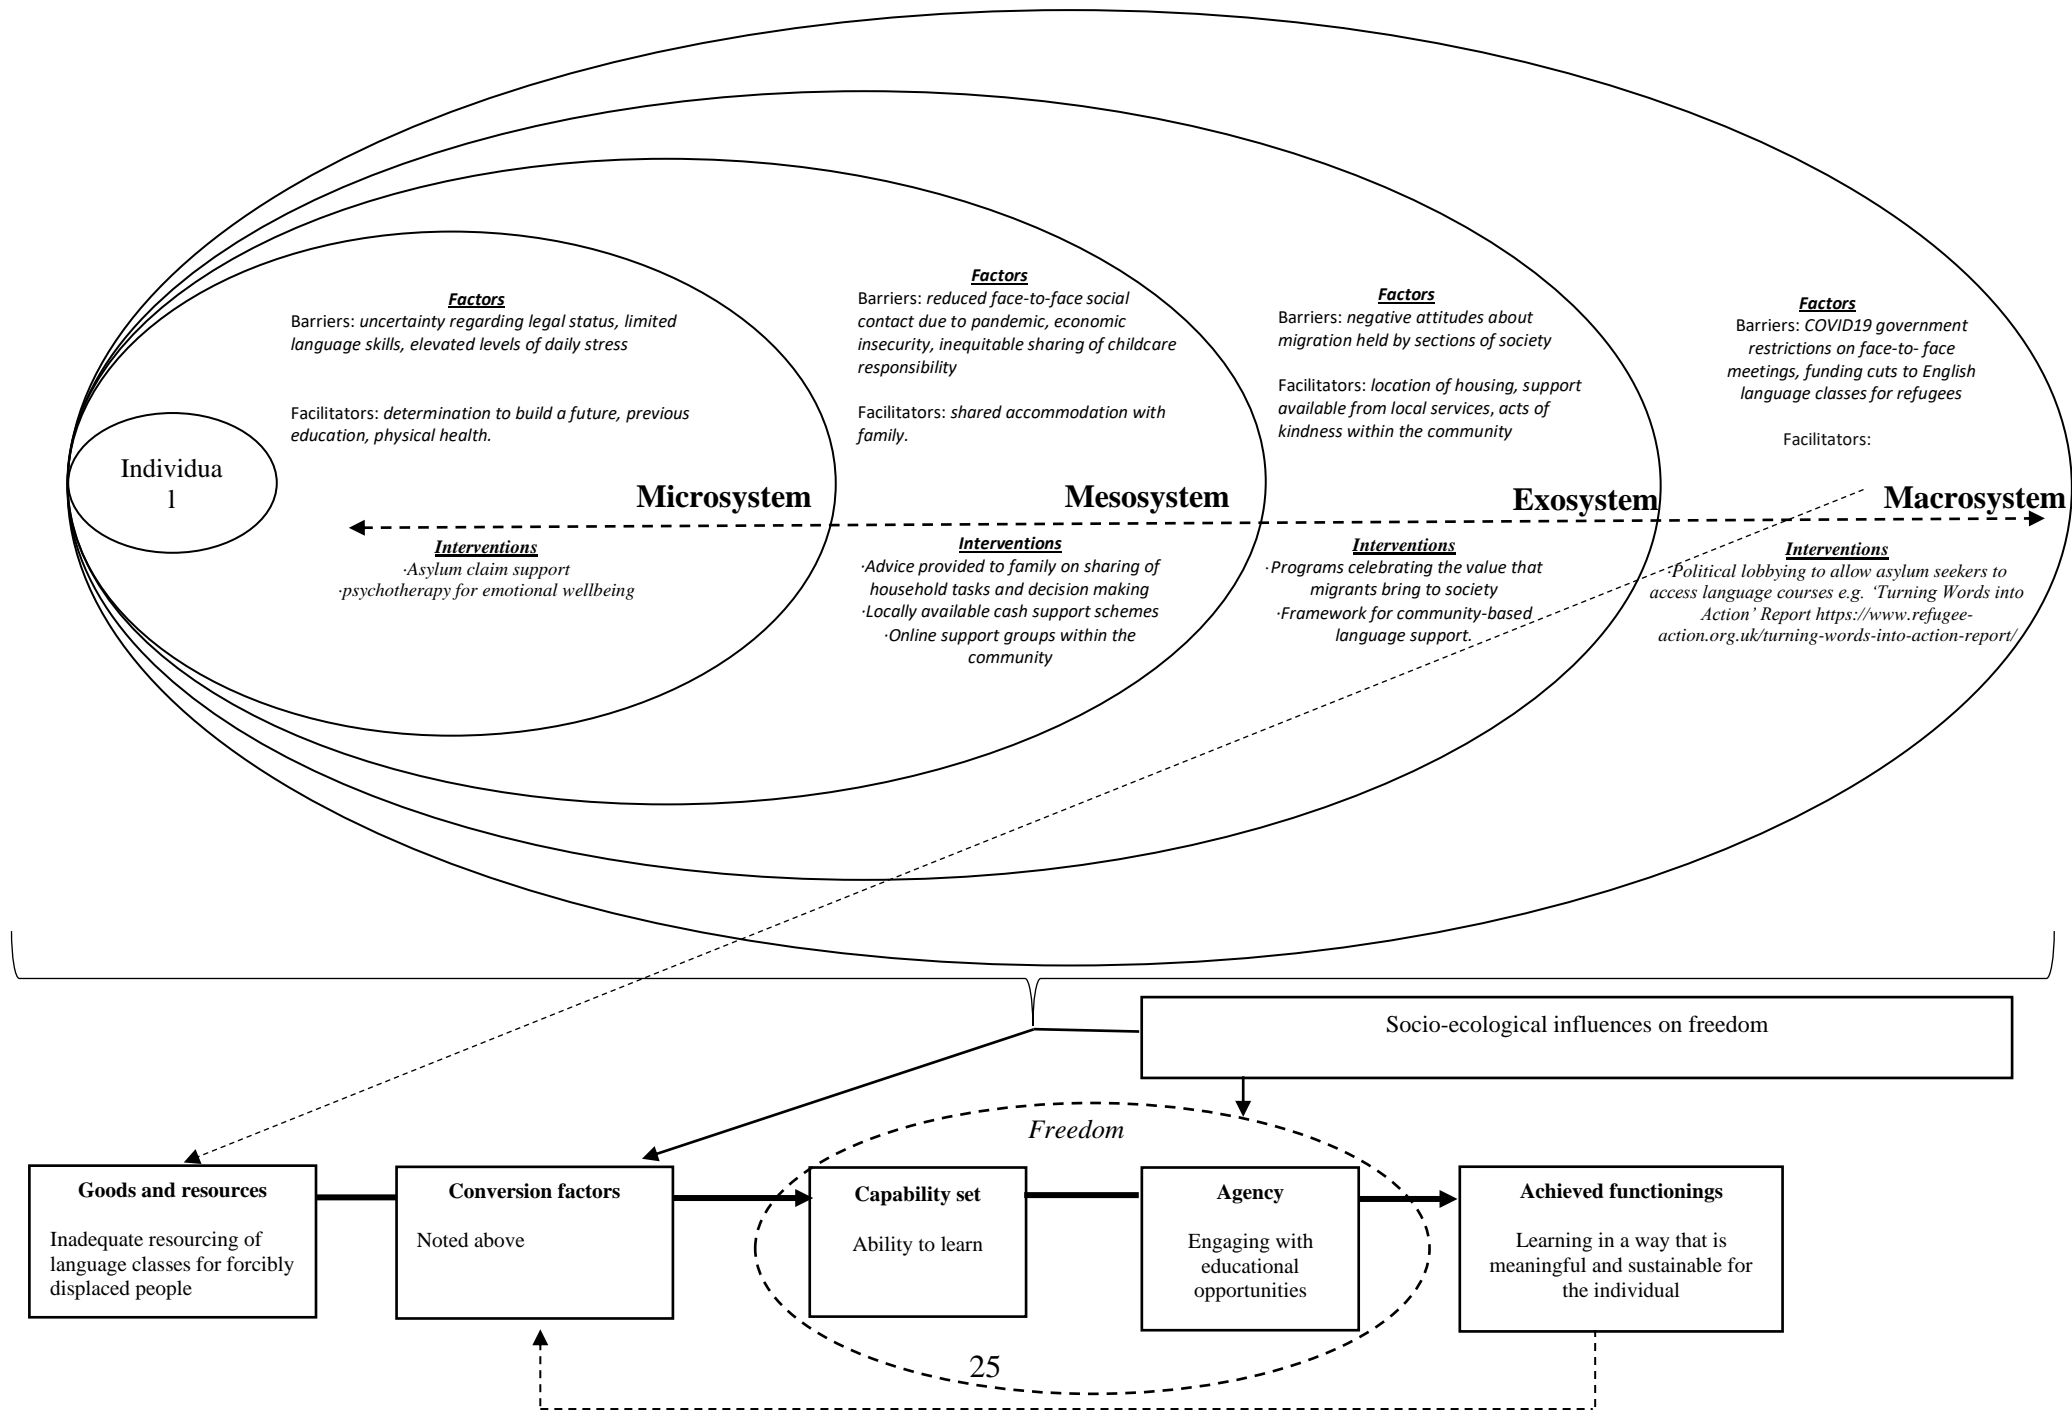 Individua
l
Factors
Barriers: uncertainty regarding legal status, limited
language skills, elevated levels of daily stress
Facilitators: determination to build a future, previous
education, physical health.
Microsystem
Interventions
·Asylum claim support
·psychotherapy for emotional wellbeing
Factors
Barriers: reduced face-to-face social
contact due to pandemic, economic
insecurity, inequitable sharing of childcare
responsibility
Facilitators: shared accommodation with
family.
Mesosystem
Interventions
·Advice provided to family on sharing of
household tasks and decision making
·Locally available cash support schemes
·Online support groups within the
community
Factors
Barriers: negative attitudes about
migration held by sections of society
Facilitators: location of housing, support
available from local services, acts of
kindness within the community
Exosystem
Interventions
·Programs celebrating the value that
migrants bring to society
·Framework for community-based
language support.
Factors
Barriers: COVID19 government
restrictions on face-to- face
meetings, funding cuts to English
language classes for refugees
Facilitators:
Macrosystem
Interventions
·Political lobbying to allow asylum seekers to
access language courses e.g. ‘Turning Words into
Action’ Report https://www.refugee-
action.org.uk/turning-words-into-action-report/
Socio-ecological influences on freedom
Freedom
Goods and resources
Inadequate resourcing of
language classes for forcibly
displaced people
Conversion factors
Noted above
Capability set
Ability to learn
Agency
Engaging with
educational
opportunities
Achieved functionings
Learning in a way that is
meaningful and sustainable for
the individual
25